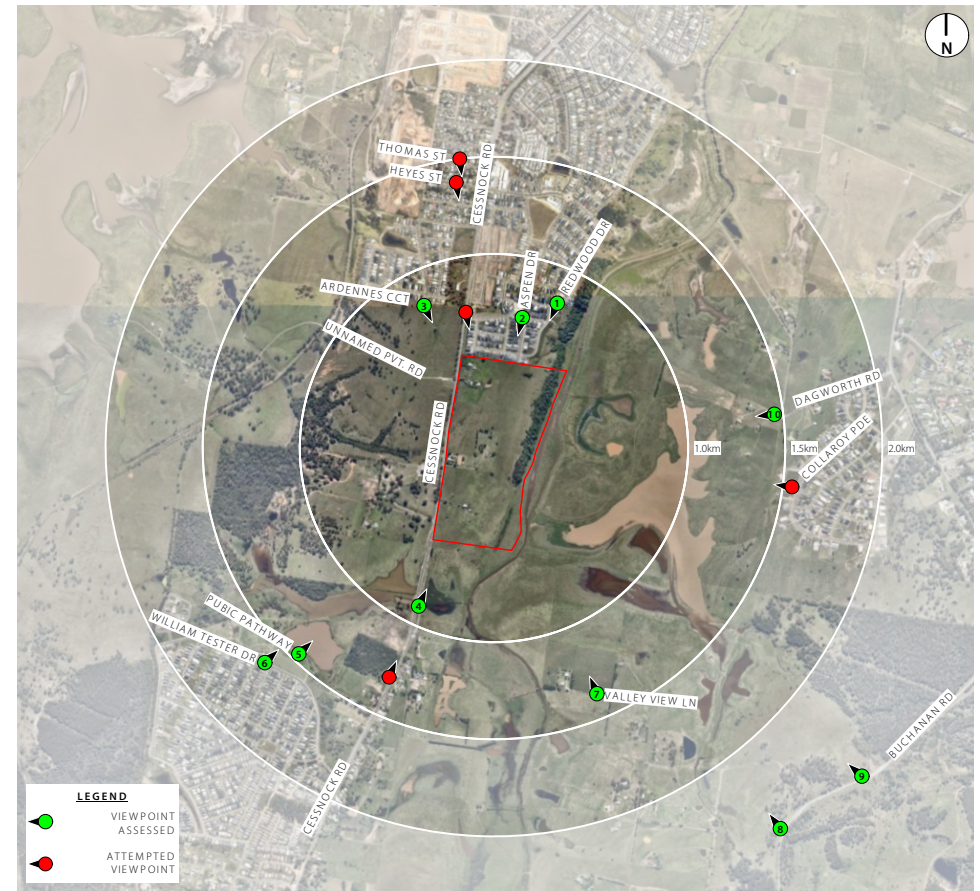 N
THOMAS ST
HEYES ST
CESSNOCK RD
REDWOOD DR
ASPEN DR
ARDENNES CCT
3
1
2
UNNAMED PVT. RD
DAGWORTH RD
10
CESSNOCK RD
COLLAROY PDE
1.0km
1.5km
2.0km
4
PUBIC PATHWAY
5
WILLIAM TESTER DR
6
7
VALLEY VIEW LN
BUCHANAN RD
9
CESSNOCK RD
8
LEGEND
VIEWPOINT
ASSESSED
ATTEMPTED
VIEWPOINT